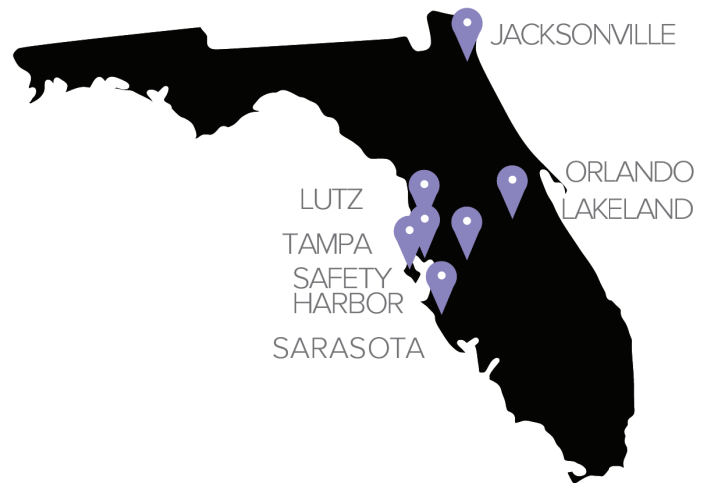 JACKSONVILLE
ORLANDO
LAKELAND
LUTZ
TAMPA
SAFETY
HARBOR
SARASOTA